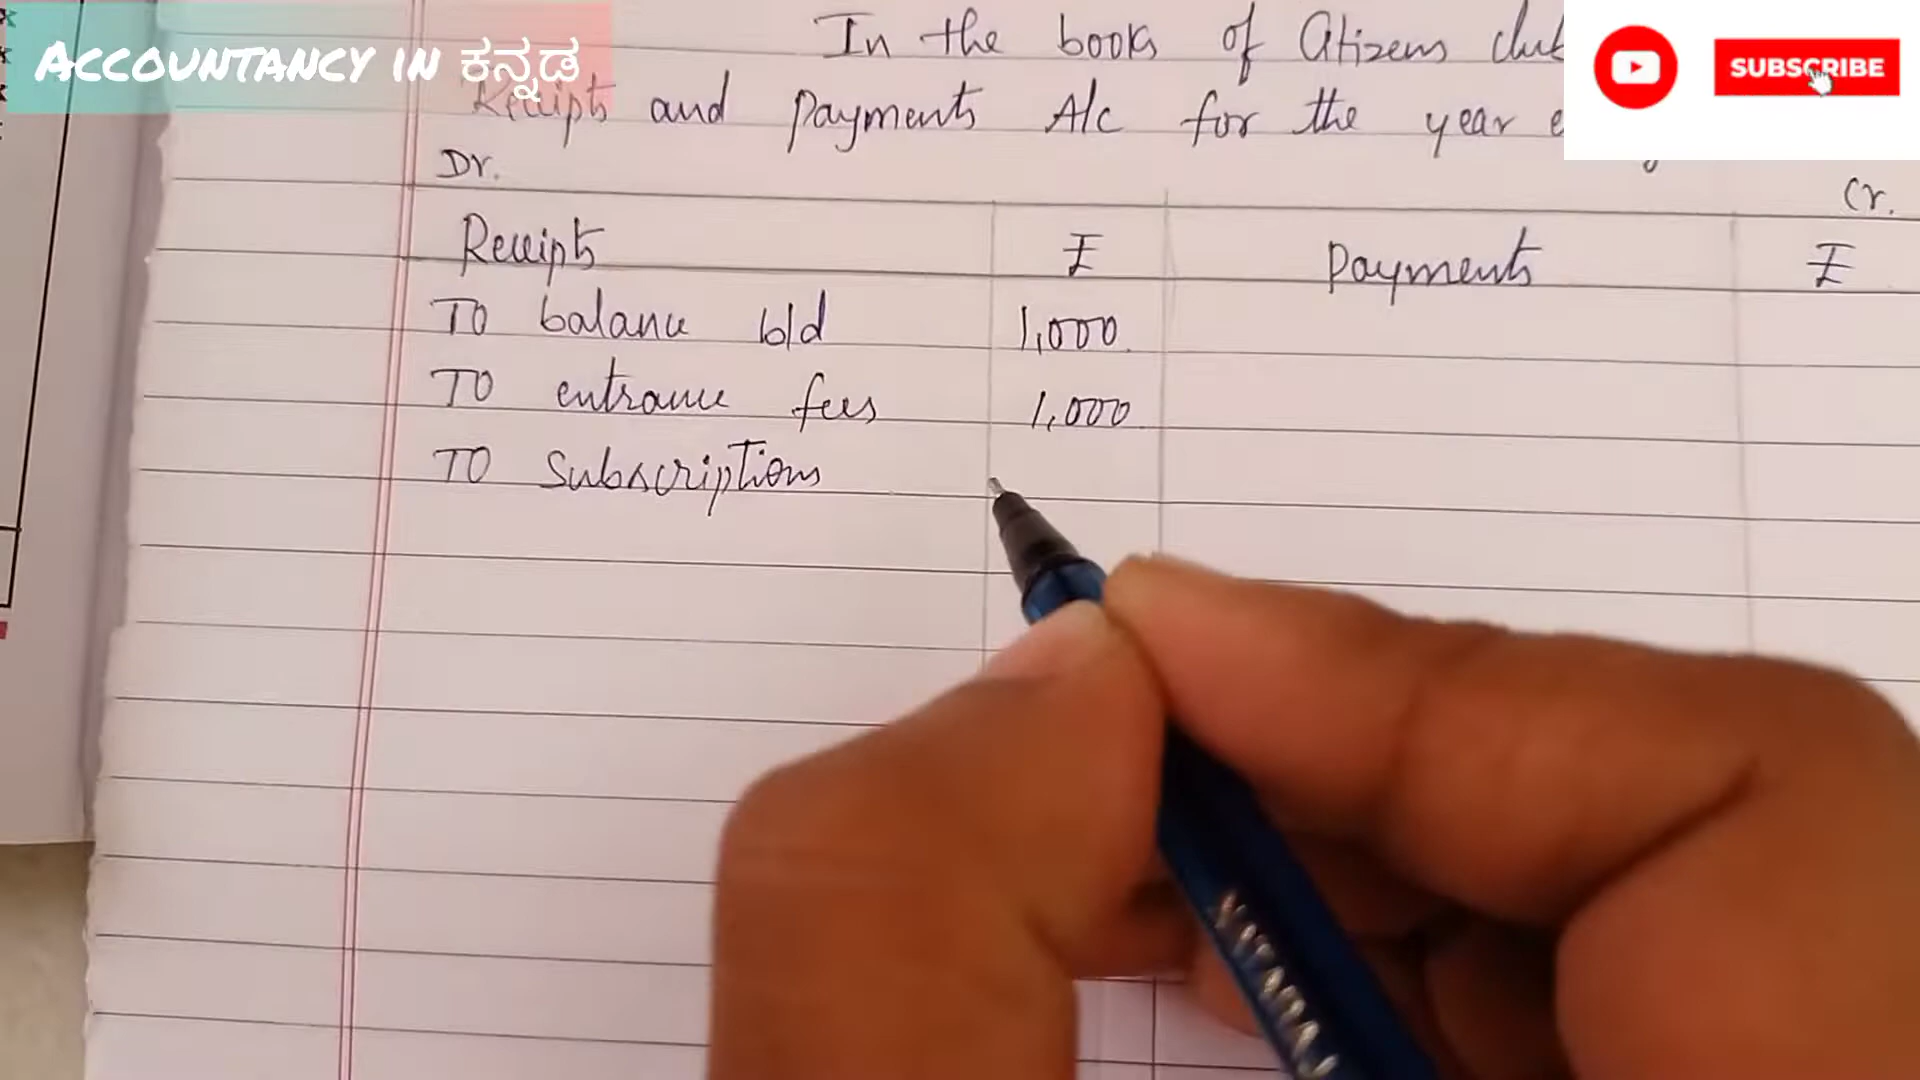 ACCOUNTANCY IN ಕನ್ನಡ
SUBSCRIBE
In the books of Citizens club
Receipts and payments A/c for the year
Dr.
Cr.
Receipts ₹ Payments ₹
TO balance b/d 1,000
TO entrance fees 1,000
TO Subscriptions